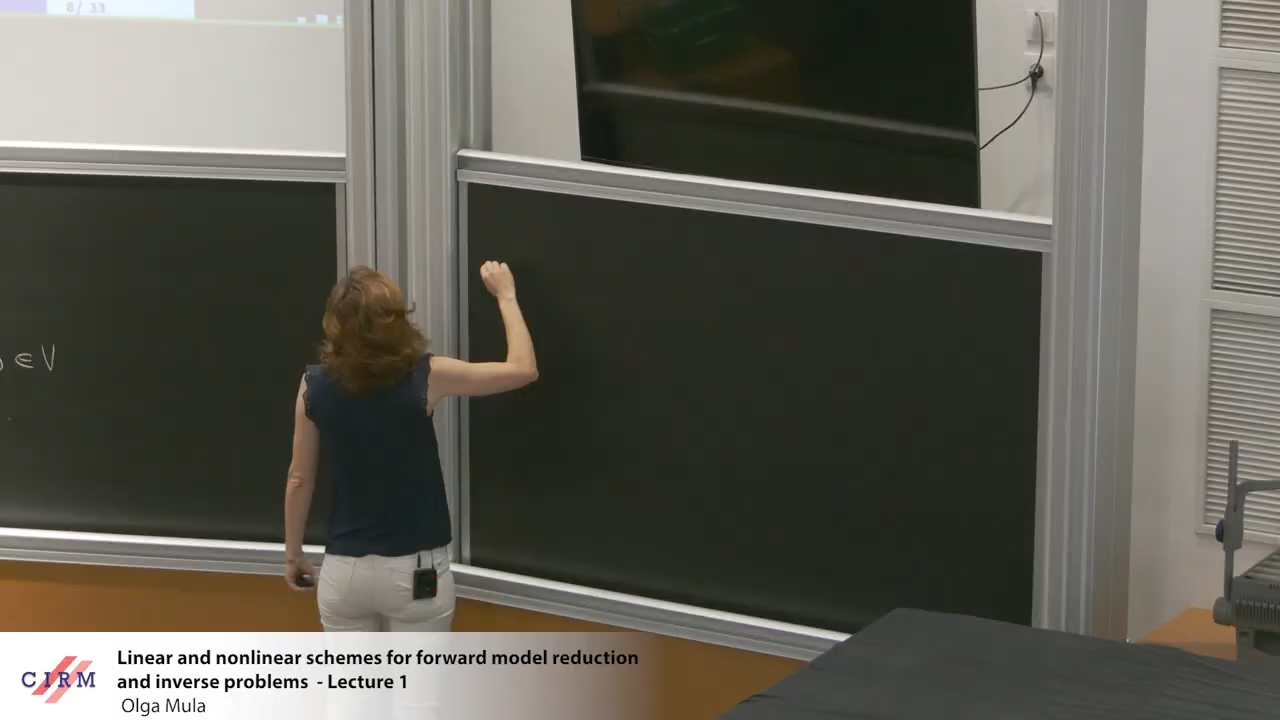 8/ 33
∈ V
CIRM
Linear and nonlinear schemes for forward model reduction
and inverse problems - Lecture 1
Olga Mula